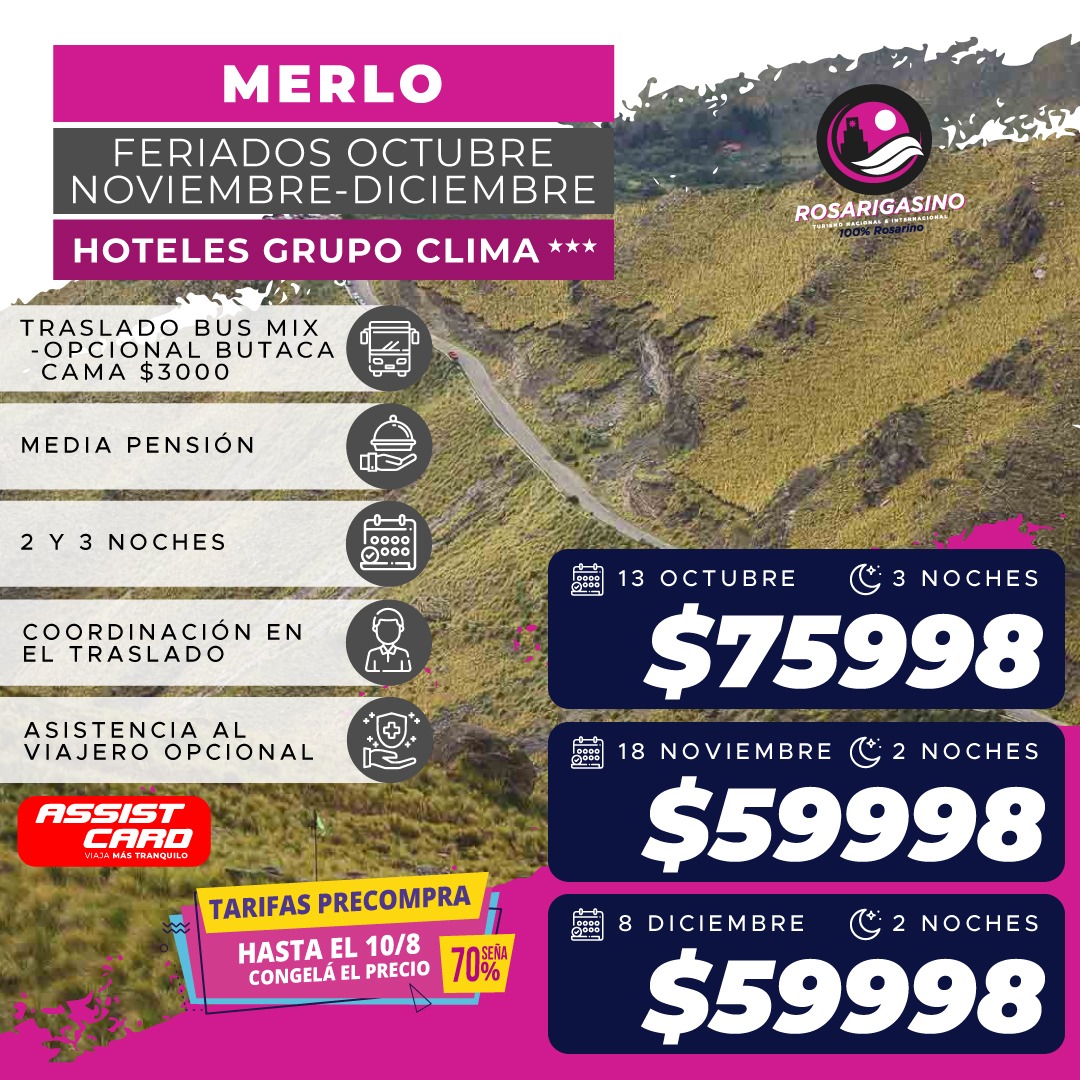 MERLO
FERIADOS OCTUBRE
NOVIEMBRE-DICIEMBRE
HOTELES GRUPO CLIMA ★★★
ROSARIGASINO
TURISMO NACIONAL & INTERNACIONAL
100% Rosarino
TRASLADO BUS MIX
-OPCIONAL BUTACA
CAMA $3000
MEDIA PENSIÓN
2 Y 3 NOCHES
COORDINACIÓN EN
EL TRASLADO
ASISTENCIA AL
VIAJERO OPCIONAL
ASSIST
CARD
VIAJA MÁS TRANQUILO
TARIFAS PRECOMPRA
HASTA EL 10/8
CONGELÁ EL PRECIO
70% SEÑA
13 OCTUBRE 3 NOCHES
$75998
18 NOVIEMBRE 2 NOCHES
$59998
8 DICIEMBRE 2 NOCHES
$59998